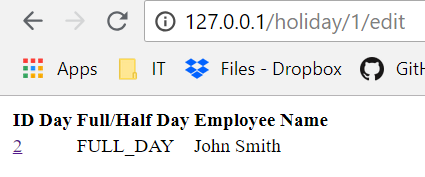 127.0.0.1/holiday/1/edit
Apps IT Files - Dropbox GitH
ID Day Full/Half Day Employee Name
2 FULL_DAY John Smith